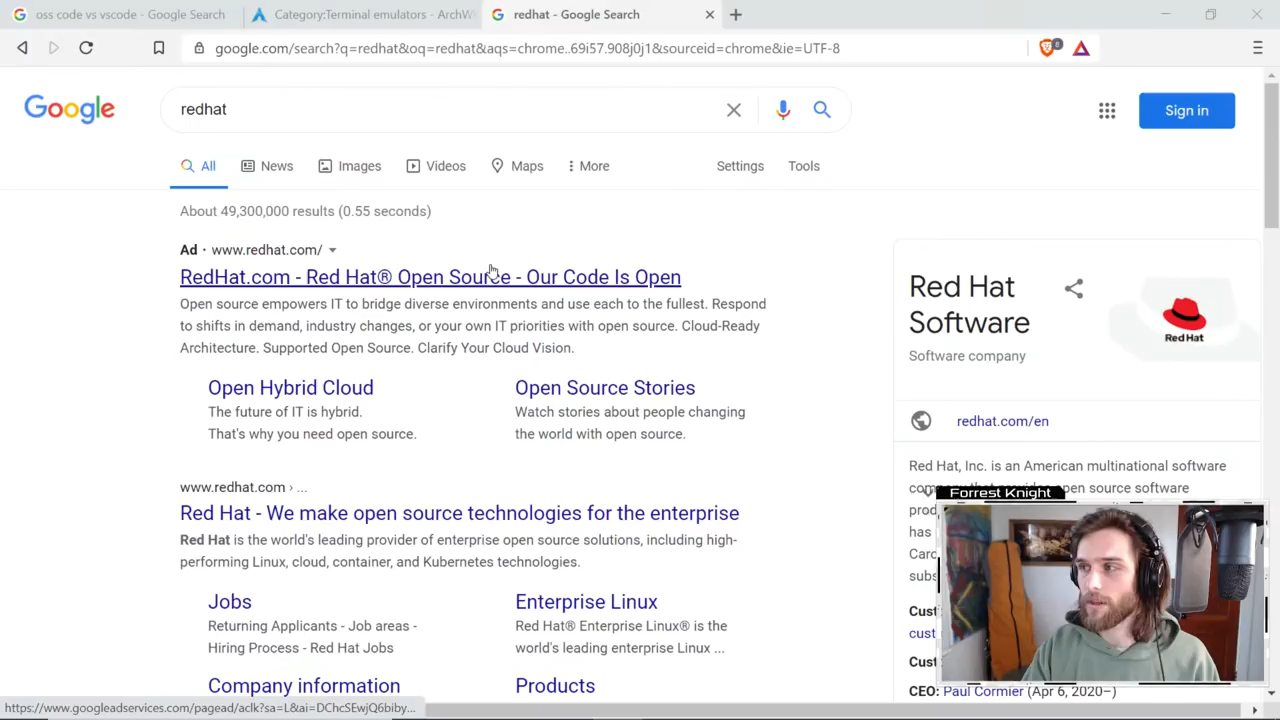 oss code vs vscode - Google Search
Category:Terminal emulators - ArchW
redhat - Google Search
google.com/search?q=redhat&oq=redhat&aqs=chrome..69i57.908j0j1&sourceid=chrome&ie=UTF-8
8
Google
redhat
Sign in
All
News
Images
Videos
Maps
More
Settings
Tools
About 49,300,000 results (0.55 seconds)
Ad · www.redhat.com/
RedHat.com - Red Hat® Open Source - Our Code Is Open
Open source empowers IT to bridge diverse environments and use each to the fullest. Respond
to shifts in demand, industry changes, or your own IT priorities with open source. Cloud-Ready
Architecture. Supported Open Source. Clarify Your Cloud Vision.
Open Hybrid Cloud
The future of IT is hybrid.
That's why you need open source.
Open Source Stories
Watch stories about people changing
the world with open source.
www.redhat.com › ...
Red Hat - We make open source technologies for the enterprise
Red Hat is the world's leading provider of enterprise open source solutions, including high-
performing Linux, cloud, container, and Kubernetes technologies.
Jobs
Returning Applicants - Job areas -
Hiring Process - Red Hat Jobs
Enterprise Linux
Red Hat® Enterprise Linux® is the
world's leading enterprise Linux ...
Company information
Products
https://www.googleadservices.com/pagead/aclk?sa=L&ai=DChcSEwjQ6biby...
Red Hat
Software
Software company
Red Hat
redhat.com/en
Red Hat, Inc. is an American multinational software
open source software
prod
has
Card
subs
Cust
cust
Cust
CEO: Paul Cormier (Apr 6, 2020–)
Forrest Knight